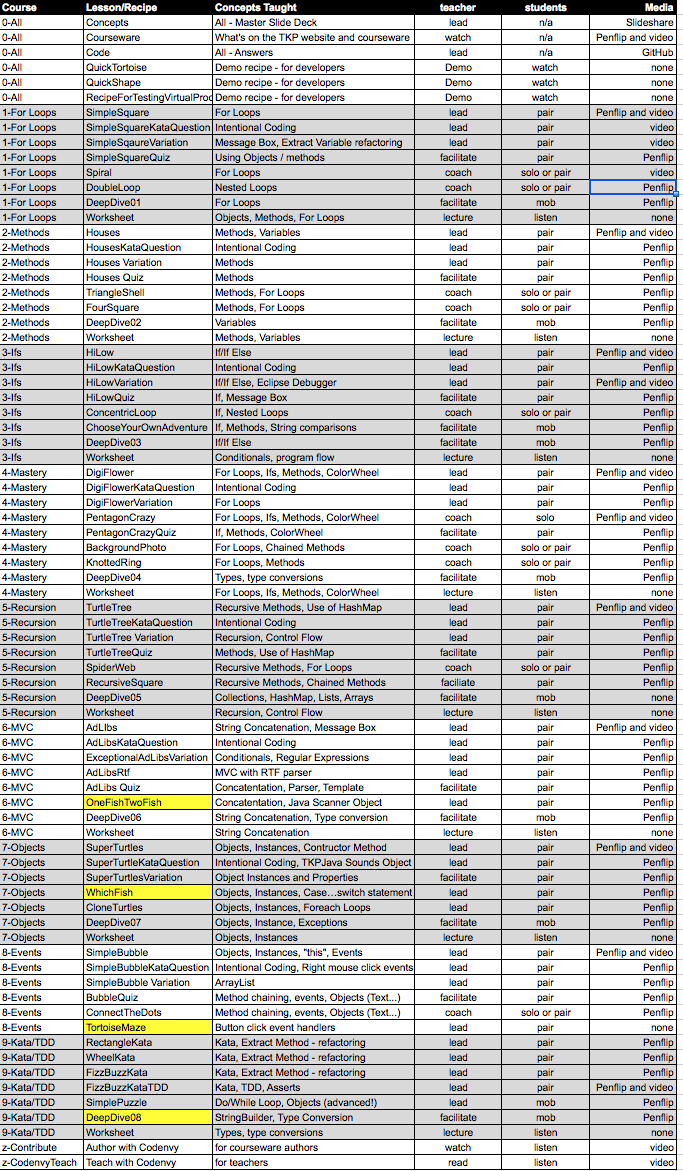 Course Lesson/Recipe Concepts Taught teacher students Media
0-All Concepts All - Master Slide Deck lead n/a Slideshare
0-All Courseware What's on the TKP website and courseware watch n/a Penflip and video
0-All Code All - Answers lead n/a GitHub
0-All QuickTortoise Demo recipe - for developers Demo watch none
0-All QuickShape Demo recipe - for developers Demo watch none
0-All RecipeForTestingVirtualProc Demo recipe - for developers Demo watch none
1-For Loops SimpleSquare For Loops lead pair Penflip and video
1-For Loops SimpleSquareKataQuestion Intentional Coding lead pair video
1-For Loops SimpleSqaureVariation Message Box, Extract Variable refactoring lead pair video
1-For Loops SimpleSquareQuiz Using Objects / methods facilitate pair Penflip
1-For Loops Spiral For Loops coach solo or pair video
1-For Loops DoubleLoop Nested Loops coach solo or pair Penflip
1-For Loops DeepDive01 For Loops facilitate mob Penflip
1-For Loops Worksheet Objects, Methods, For Loops lecture listen none
2-Methods Houses Methods, Variables lead pair Penflip and video
2-Methods HousesKataQuestion Intentional Coding lead pair Penflip
2-Methods Houses Variation Methods lead pair Penflip
2-Methods Houses Quiz Methods facilitate pair Penflip
2-Methods TriangleShell Methods, For Loops coach solo or pair Penflip
2-Methods FourSquare Methods, For Loops coach solo or pair Penflip
2-Methods DeepDive02 Variables facilitate mob Penflip
2-Methods Worksheet Methods, Variables lecture listen none
3-Ifs HiLow If/If Else lead pair Penflip and video
3-Ifs HiLowKataQuestion Intentional Coding lead pair Penflip
3-Ifs HiLowVariation If/If Else, Eclipse Debugger lead pair Penflip and video
3-Ifs HiLowQuiz If, Message Box facilitate pair Penflip
3-Ifs ConcentricLoop If, Nested Loops coach solo or pair Penflip
3-Ifs ChooseYourOwnAdventure If, Methods, String comparisons facilitate mob Penflip
3-Ifs DeepDive03 If/If Else facilitate mob Penflip
3-Ifs Worksheet Conditionals, program flow lecture listen none
4-Mastery DigiFlower For Loops, Ifs, Methods, ColorWheel lead pair Penflip and video
4-Mastery DigiFlowerKataQuestion Intentional Coding lead pair Penflip
4-Mastery DigiFlowerVariation For Loops lead pair Penflip
4-Mastery PentagonCrazy For Loops, Ifs, Methods, ColorWheel coach solo Penflip and video
4-Mastery PentagonCrazyQuiz If, Methods, ColorWheel facilitate pair Penflip
4-Mastery BackgroundPhoto For Loops, Chained Methods coach solo or pair Penflip
4-Mastery KnottedRing For Loops, Methods coach solo or pair Penflip
4-Mastery DeepDive04 Types, type conversions facilitate mob Penflip
4-Mastery Worksheet For Loops, Ifs, Methods, ColorWheel lecture listen none
5-Recursion TurtleTree Recursive Methods, Use of HashMap lead pair Penflip and video
5-Recursion TurtleTreeKataQuestion Intentional Coding lead pair Penflip
5-Recursion TurtleTree Variation Recursion, Control Flow lead pair Penflip
5-Recursion TurtleTreeQuiz Methods, Use of HashMap facilitate pair Penflip
5-Recursion SpiderWeb Recursive Methods, For Loops coach solo or pair Penflip
5-Recursion RecursiveSquare Recursive Methods, Chained Methods faciliate pair Penflip
5-Recursion DeepDive05 Collections, HashMap, Lists, Arrays facilitate mob none
5-Recursion Worksheet Recursion, Control Flow lecture listen none
6-MVC AdLIbs String Concatenation, Message Box lead pair Penflip and video
6-MVC AdLibsKataQuestion Intentional Coding lead pair Penflip
6-MVC ExceptionalAdLibsVariation Conditionals, Regular Expressions lead pair Penflip
6-MVC AdLibsRtf MVC with RTF parser lead pair Penflip
6-MVC AdLibs Quiz Concatentation, Parser, Template facilitate pair Penflip
6-MVC OneFishTwoFish Concatentation, Java Scanner Object lead pair Penflip
6-MVC DeepDive06 String Concatenation, Type conversion facilitate mob Penflip
6-MVC Worksheet String Concatenation lecture listen none
7-Objects SuperTurtles Objects, Instances, Contructor Method lead pair Penflip and video
7-Objects SuperTurtleKataQuestion Intentional Coding, TKPJava Sounds Object lead pair Penflip
7-Objects SuperTurtlesVariation Object Instances and Properties facilitate pair Penflip
7-Objects WhichFish Objects, Instances, Case...switch statement lead pair Penflip
7-Objects CloneTurtles Objects, Instances, Foreach Loops lead pair Penflip
7-Objects DeepDive07 Objects, Instance, Exceptions facilitate mob Penflip
7-Objects Worksheet Objects, Instances lecture listen none
8-Events SimpleBubble Objects, Instances, "this", Events lead pair Penflip and video
8-Events SimpleBubbleKataQuestion Intentional Coding, Right mouse click events lead pair Penflip
8-Events SimpleBubble Variation ArrayList lead pair Penflip
8-Events BubbleQuiz Method chaining, events, Objects (Text...) facilitate pair Penflip
8-Events ConnectTheDots Method chaining, events, Objects (Text...) coach solo or pair Penflip
8-Events TortoiseMaze Button click event handlers lead pair none
9-Kata/TDD RectangleKata Kata, Extract Method - refactoring lead pair Penflip
9-Kata/TDD WheelKata Kata, Extract Method - refactoring lead pair Penflip
9-Kata/TDD FizzBuzzKata Kata, Extract Method - refactoring lead pair Penflip
9-Kata/TDD FizzBuzzKataTDD Kata, TDD, Asserts lead pair Penflip and video
9-Kata/TDD SimplePuzzle Do/While Loop, Objects (advanced!) lead mob Penflip
9-Kata/TDD DeepDive08 StringBuilder, Type Conversion facilitate mob Penflip
9-Kata/TDD Worksheet Types, type conversions lecture listen none
z-Contribute Author with Codenvy for courseware authors watch listen video
z-CodenvyTeach Teach with Codenvy for teachers read listen video